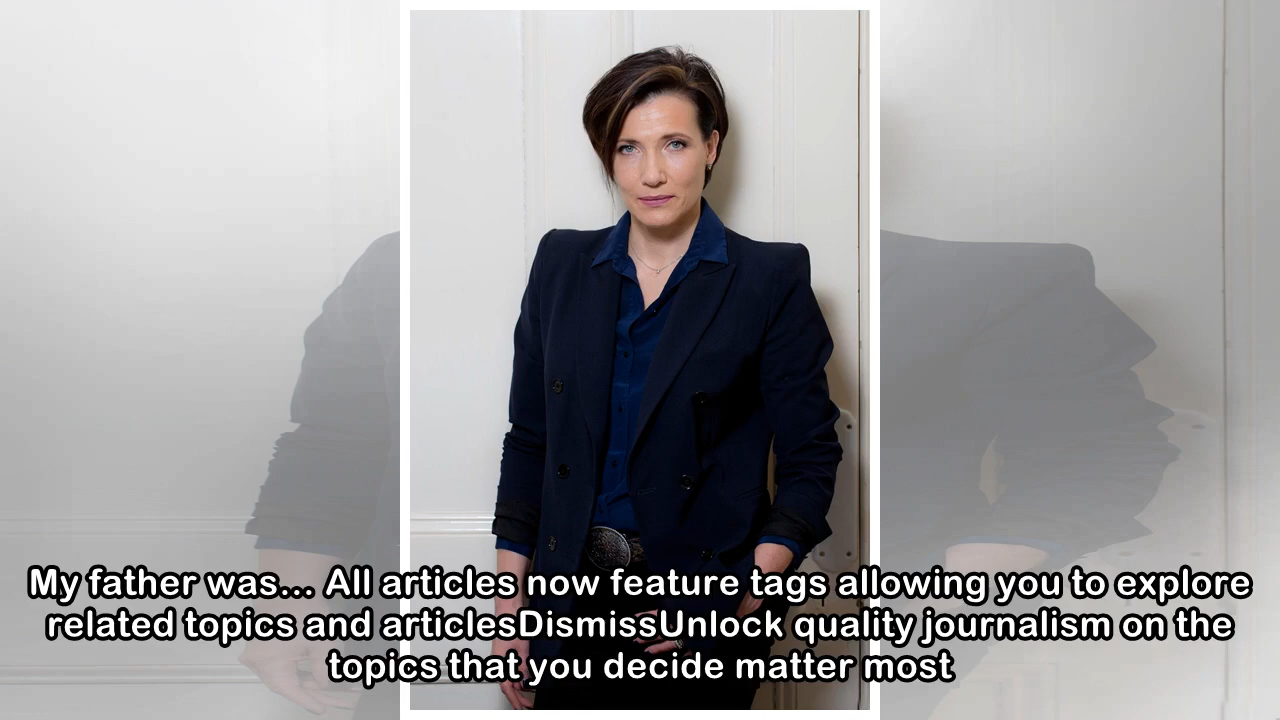 My father was... All articles now feature tags allowing you to explore
related topics and articlesDismissUnlock quality journalism on the
topics that you decide matter most